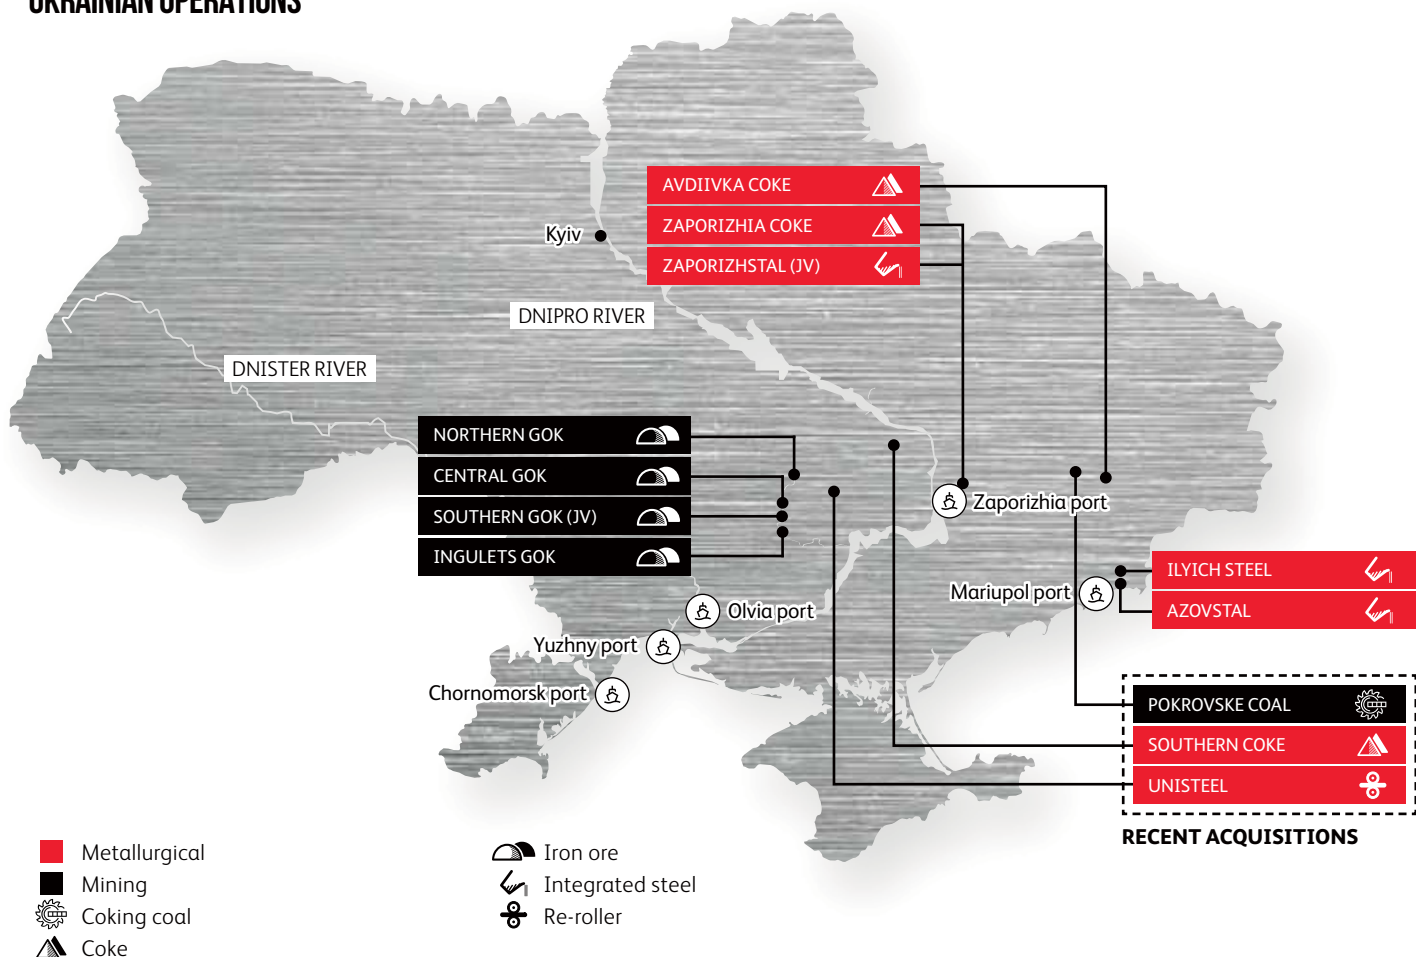 UKRAINIAN OPERATIONS
AVDIIVKA COKE
ZAPORIZHIA COKE
ZAPORIZHSTAL (JV)
Kyiv
DNIPRO RIVER
DNISTER RIVER
NORTHERN GOK
CENTRAL GOK
SOUTHERN GOK (JV)
INGULETS GOK
Zaporizhia port
Mariupol port
ILYICH STEEL
AZOVSTAL
Olvia port
Yuzhny port
Chornomorsk port
POKROVSKE COAL
SOUTHERN COKE
UNISTEEL
RECENT ACQUISITIONS
Metallurgical
Mining
Coking coal
Coke
Iron ore
Integrated steel
Re-roller